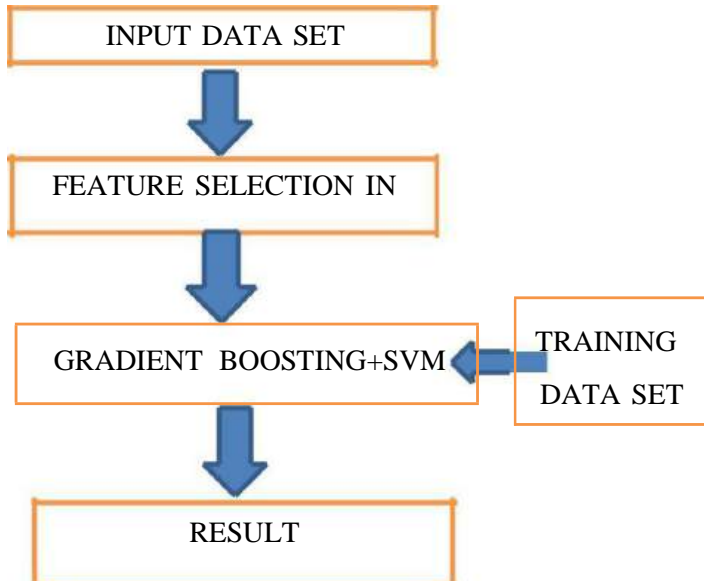 INPUT DATA SET
FEATURE SELECTION IN
GRADIENT BOOSTING+SVM
TRAINING
DATA SET
RESULT